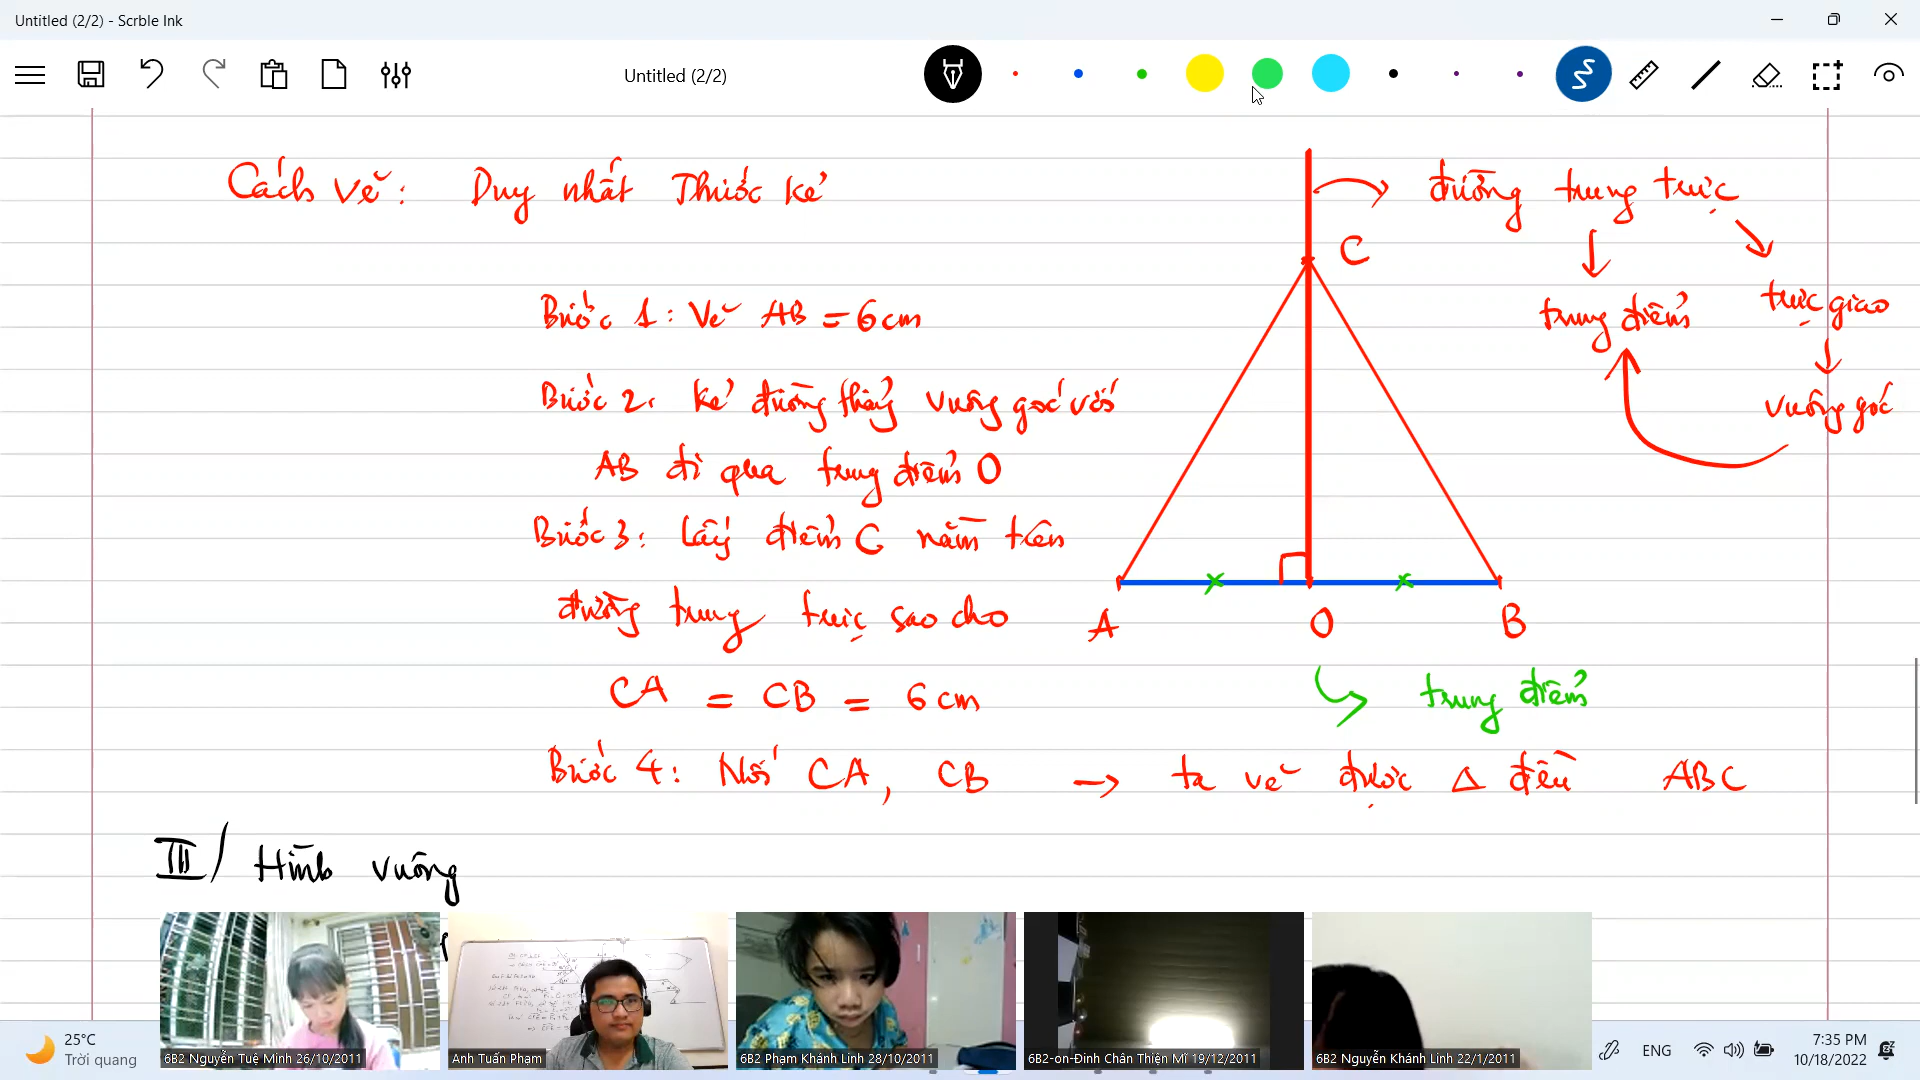 Untitled (2/2) - Scrble Ink
Untitled (2/2)
Cách vẽ: Duy nhất Thước kẻ
đường trung trực
C
Bước 1: Vẽ AB = 6cm
trung điểm
trực giao
Bước 2: kẻ đường thẳng vuông góc với
vuông góc
AB đi qua trung điểm O
Bước 3: Lấy điểm C nằm trên
đường trung trực sao cho
A O B
CA = CB = 6 cm
trung điểm
Bước 4: Nối CA, CB → ta vẽ được Δ đều ABC
III/ Hình vuông
6B2 Nguyễn Tuệ Minh 26/10/2011
Anh Tuấn Phạm
6B2 Phạm Khánh Linh 28/10/2011
6B2-on-Đinh Chân Thiện Mĩ 19/12/2011
6B2 Nguyễn Khánh Linh 22/1/2011
25°C
Trời quang
ENG
7:35 PM
10/18/2022